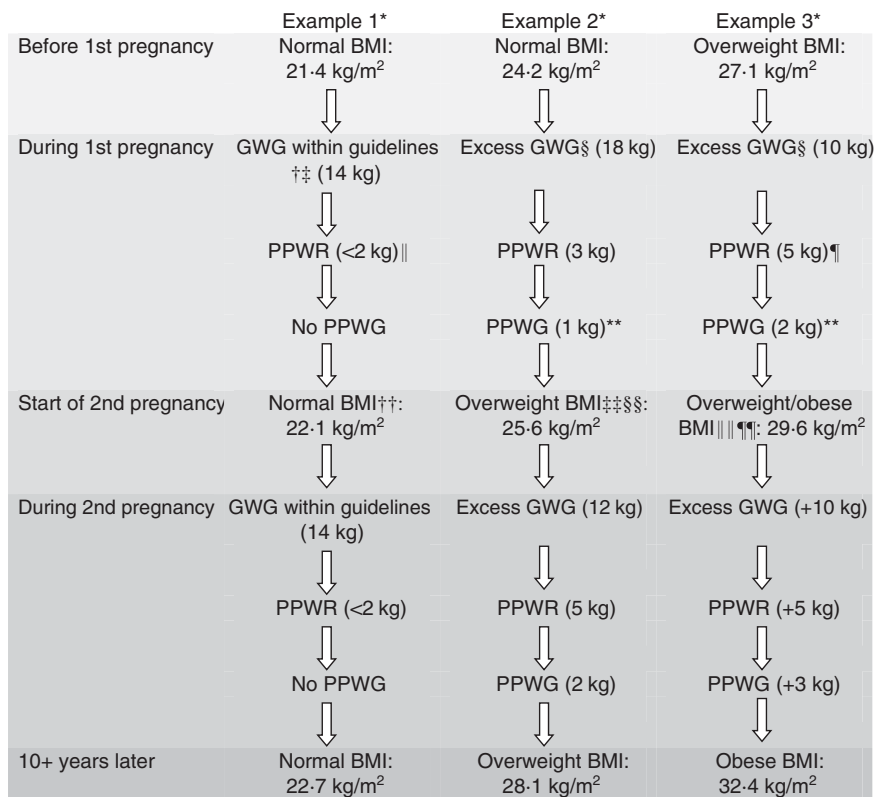 Example 1* Example 2* Example 3*
Before 1st pregnancy Normal BMI: Normal BMI: Overweight BMI:
21·4 kg/m² 24·2 kg/m² 27·1 kg/m²
During 1st pregnancy GWG within guidelines Excess GWG§ (18 kg) Excess GWG§ (10 kg)
†‡ (14 kg)
PPWR (<2 kg)‖ PPWR (3 kg) PPWR (5 kg)¶
No PPWG PPWG (1 kg)** PPWG (2 kg)**
Start of 2nd pregnancy Normal BMI††: Overweight BMI‡‡§§: Overweight/obese
22·1 kg/m² 25·6 kg/m² BMI‖‖¶¶: 29·6 kg/m²
During 2nd pregnancy GWG within guidelines Excess GWG (12 kg) Excess GWG (+10 kg)
(14 kg)
PPWR (<2 kg) PPWR (5 kg) PPWR (+5 kg)
No PPWG PPWG (2 kg) PPWG (+3 kg)
10+ years later Normal BMI: Overweight BMI: Obese BMI:
22·7 kg/m² 28·1 kg/m² 32·4 kg/m²